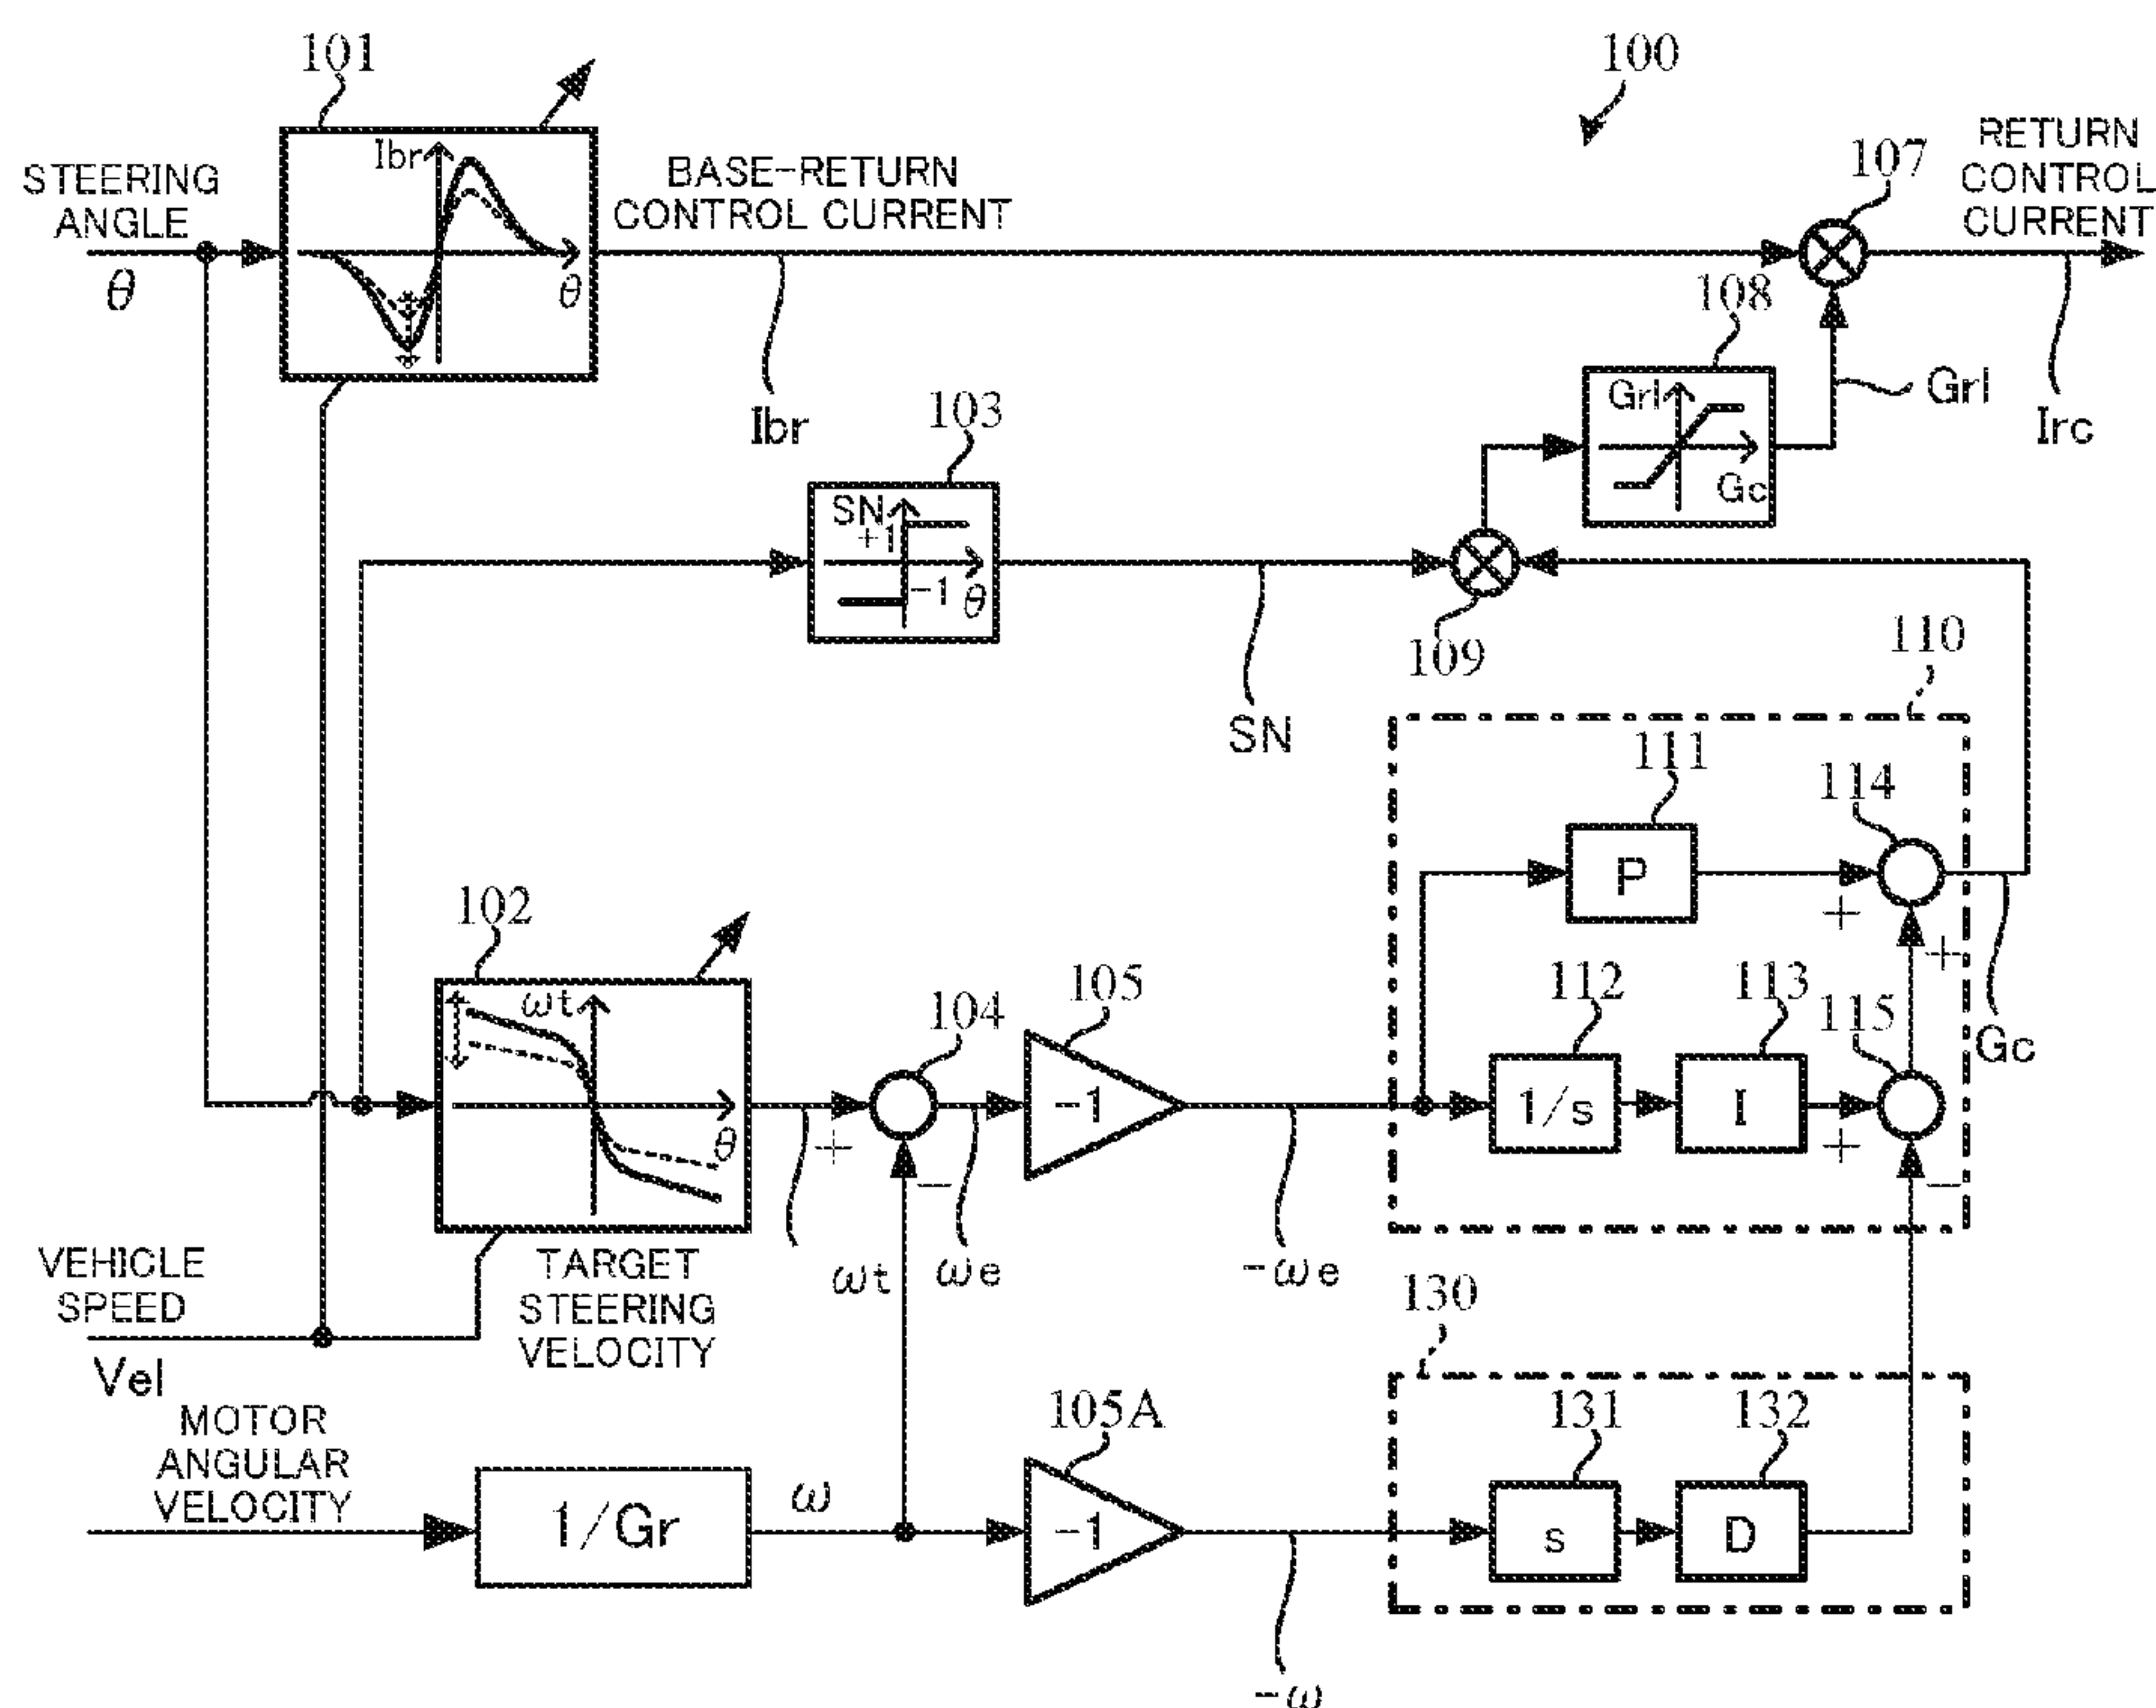 100
101
Ibr
θ
STEERING
ANGLE
θ
BASE-RETURN
CONTROL CURRENT
Ibr
107
RETURN
CONTROL
CURRENT
Irc
108
Grl
Gc
Grl
103
SN
+1
-1
θ
SN
109
110
111
P
114
+
+
Gc
102
ωt
θ
TARGET
STEERING
VELOCITY
+
104
-
ωt
ωe
105
-1
-ωe
112
1/s
113
I
115
+
-
VEHICLE
SPEED
Vel
MOTOR
ANGULAR
VELOCITY
1/Gr
ω
105A
-1
-ω
130
131
s
132
D